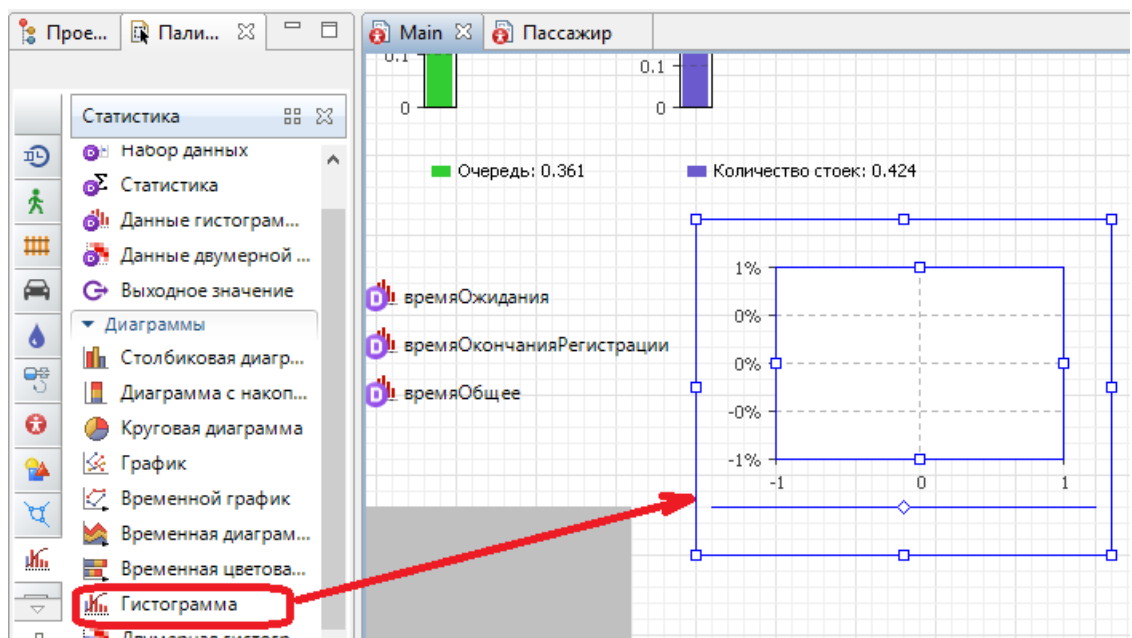 Прое...
Пали...
Main
Пассажир
Статистика
Набор данных
Статистика
Данные гистограм...
Данные двумерной ...
Выходное значение
Диаграммы
Столбиковая диагр...
Диаграмма с накоп...
Круговая диаграмма
График
Временной график
Временная диаграм...
Временная цветова...
Гистограмма
Двумерная гистогр...
0.1
0
0.1
0
Очередь: 0.361
Количество стоек: 0.424
времяОжидания
времяОкончанияРегистрации
времяОбщее
1%
0%
0%
-0%
-1%
-1
0
1